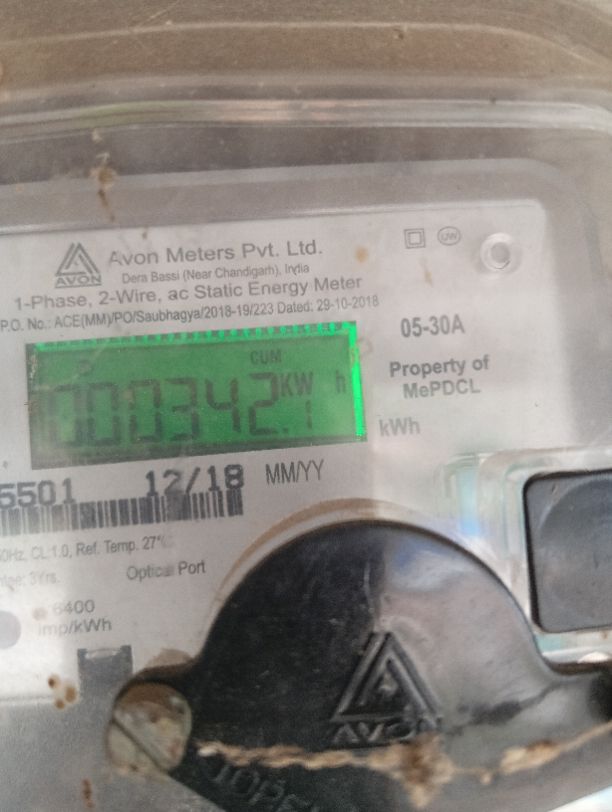 AVON
Avon Meters Pvt. Ltd.
Dera Bassi (Near Chandigarh), India
1-Phase, 2-Wire, ac Static Energy Meter
P.O. No.: ACE(MM)/PO/Saubhagya/2018-19/223 Dated: 29-10-2018
UW
05-30A
Property of
MePDCL
CUM
000342.1 KW h
kWh
5501 12/18 MM/YY
0Hz, CL 1.0, Ref. Temp. 27°
3Yrs.
Optical Port
6400
imp/kWh
AVON